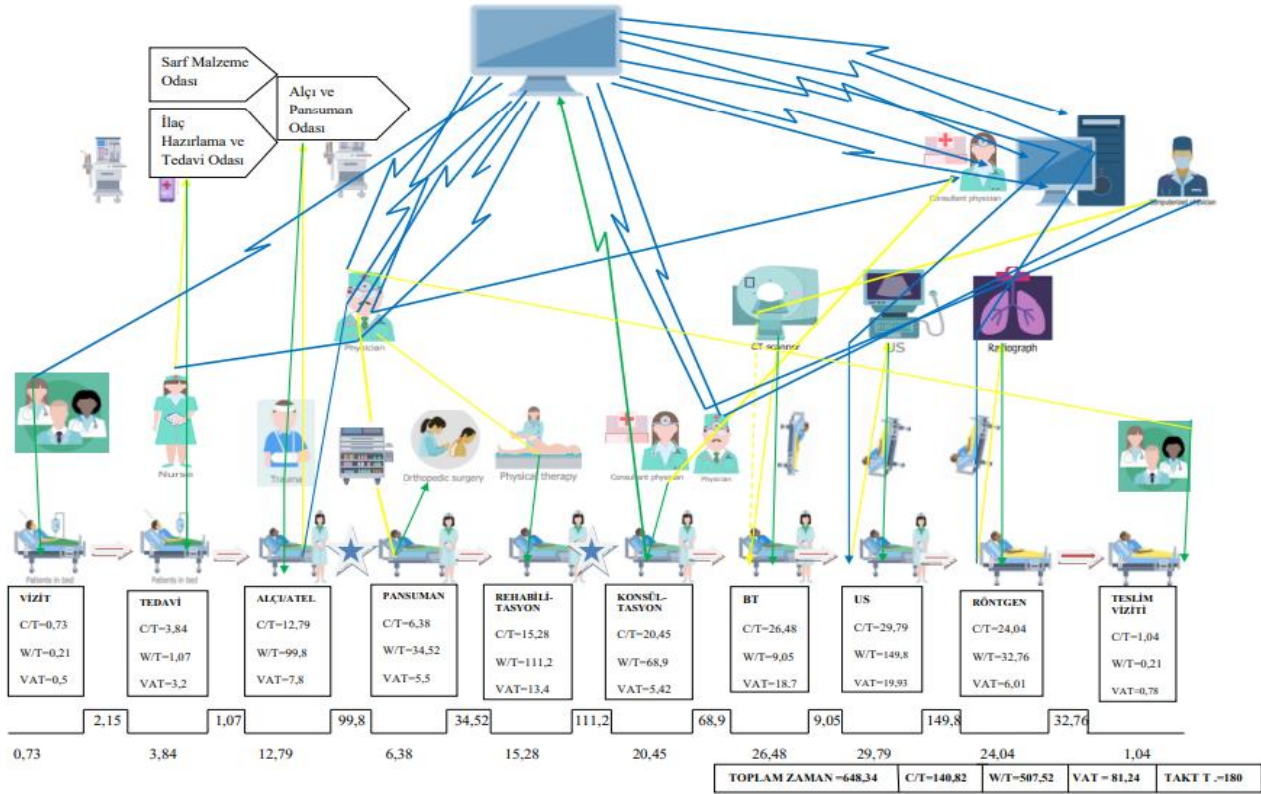 Sarf Malzeme
Odası
Alçı ve
Pansuman
Odası
İlaç
Hazırlama ve
Tedavi Odası
Consultant physician
Physician
CT scanner
US
Radiograph
Nurse
Trauma
Orthopedic surgery
Physical therapy
Consultant physician
Physician
Patients in bed
Patients in bed
VİZİT
C/T=0,73
W/T=0,21
VAT=0,5
TEDAVİ
C/T=3,84
W/T=1,07
VAT=3,2
ALÇI/ATEL
C/T=12,79
W/T=99,8
VAT=7,8
PANSUMAN
C/T=6,38
W/T=34,52
VAT=5,5
REHABİLİ-
TASYON
C/T=15,28
W/T=111,2
VAT=13,4
KONSÜL-
TASYON
C/T=20,45
W/T=68,9
VAT=5,42
BT
C/T=26,48
W/T=9,05
VAT=18.7
US
C/T=29,79
W/T=149,8
VAT=19,93
RÖNTGEN
C/T=24,04
W/T=32,76
VAT=6,01
TESLİM
VİZİTİ
C/T=1,04
W/T=0,21
VAT=0,78
2,15 1,07 99,8 34,52 111,2 68,9 9,05 149,8 32,76
0,73 3,84 12,79 6,38 15,28 20,45 26,48 29,79 24,04 1,04
TOPLAM ZAMAN =648,34 C/T=140,82 W/T=507,52 VAT = 81,24 TAKT T .=180